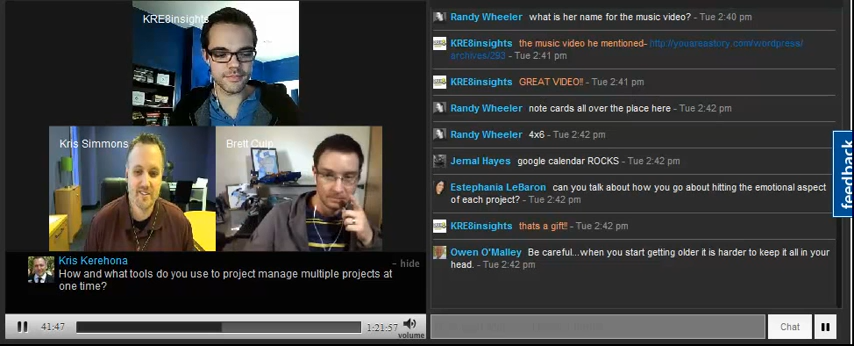 KRE8insights
Kris Simmons
Brett Culp
Kris Kerehona
– hide
How and what tools do you use to project manage multiple projects at
one time?
41:47
1:21:57
volume
Randy Wheeler what is her name for the music video? - Tue 2:40 pm
KRE8insights the music video he mentioned- http://youareastory.com/wordpress/
archives/293 - Tue 2:41 pm
KRE8insights GREAT VIDEO!! - Tue 2:41 pm
Randy Wheeler note cards all over the place here - Tue 2:42 pm
Randy Wheeler 4x6 - Tue 2:42 pm
Jemal Hayes google calendar ROCKS - Tue 2:42 pm
Estephania LeBaron can you talk about how you go about hitting the emotional aspect
of each project? - Tue 2:42 pm
KRE8insights thats a gift!! - Tue 2:42 pm
Owen O'Malley Be careful...when you start getting older it is harder to keep it all in your
head. - Tue 2:42 pm
Chat
feedback